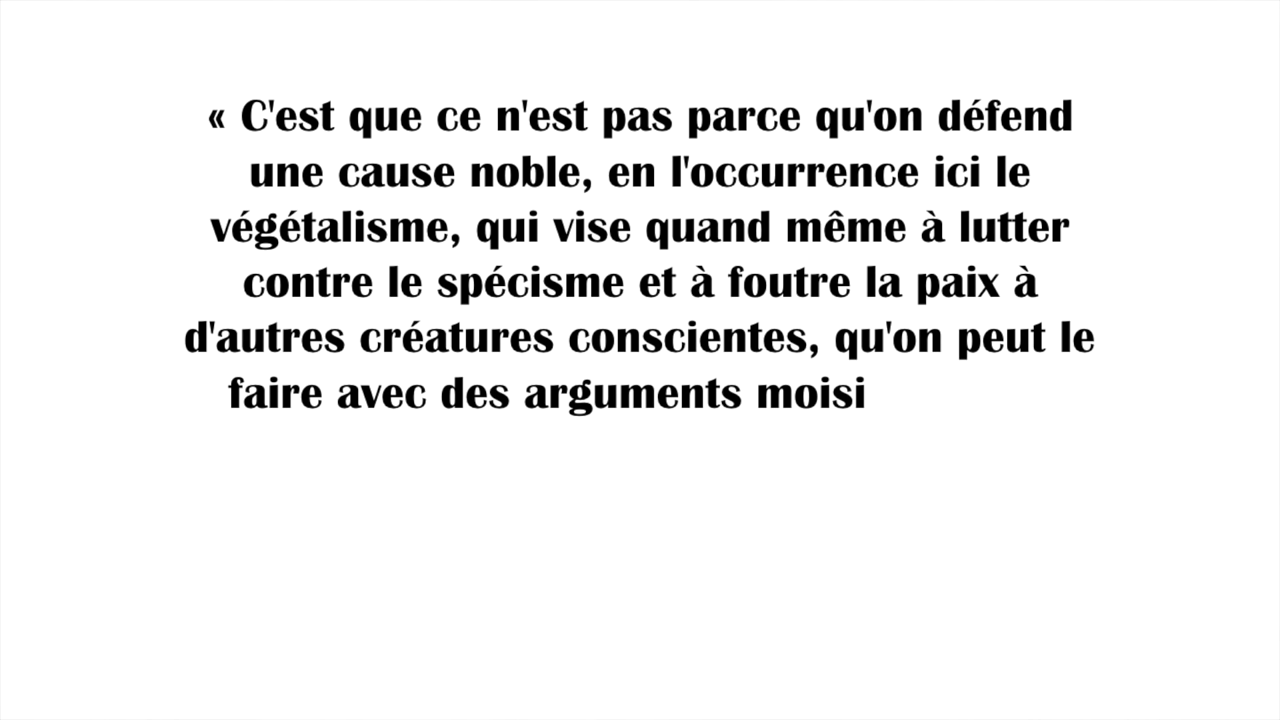 « C'est que ce n'est pas parce qu'on défend
une cause noble, en l'occurrence ici le
végétalisme, qui vise quand même à lutter
contre le spécisme et à foutre la paix à
d'autres créatures conscientes, qu'on peut le
faire avec des arguments moisi